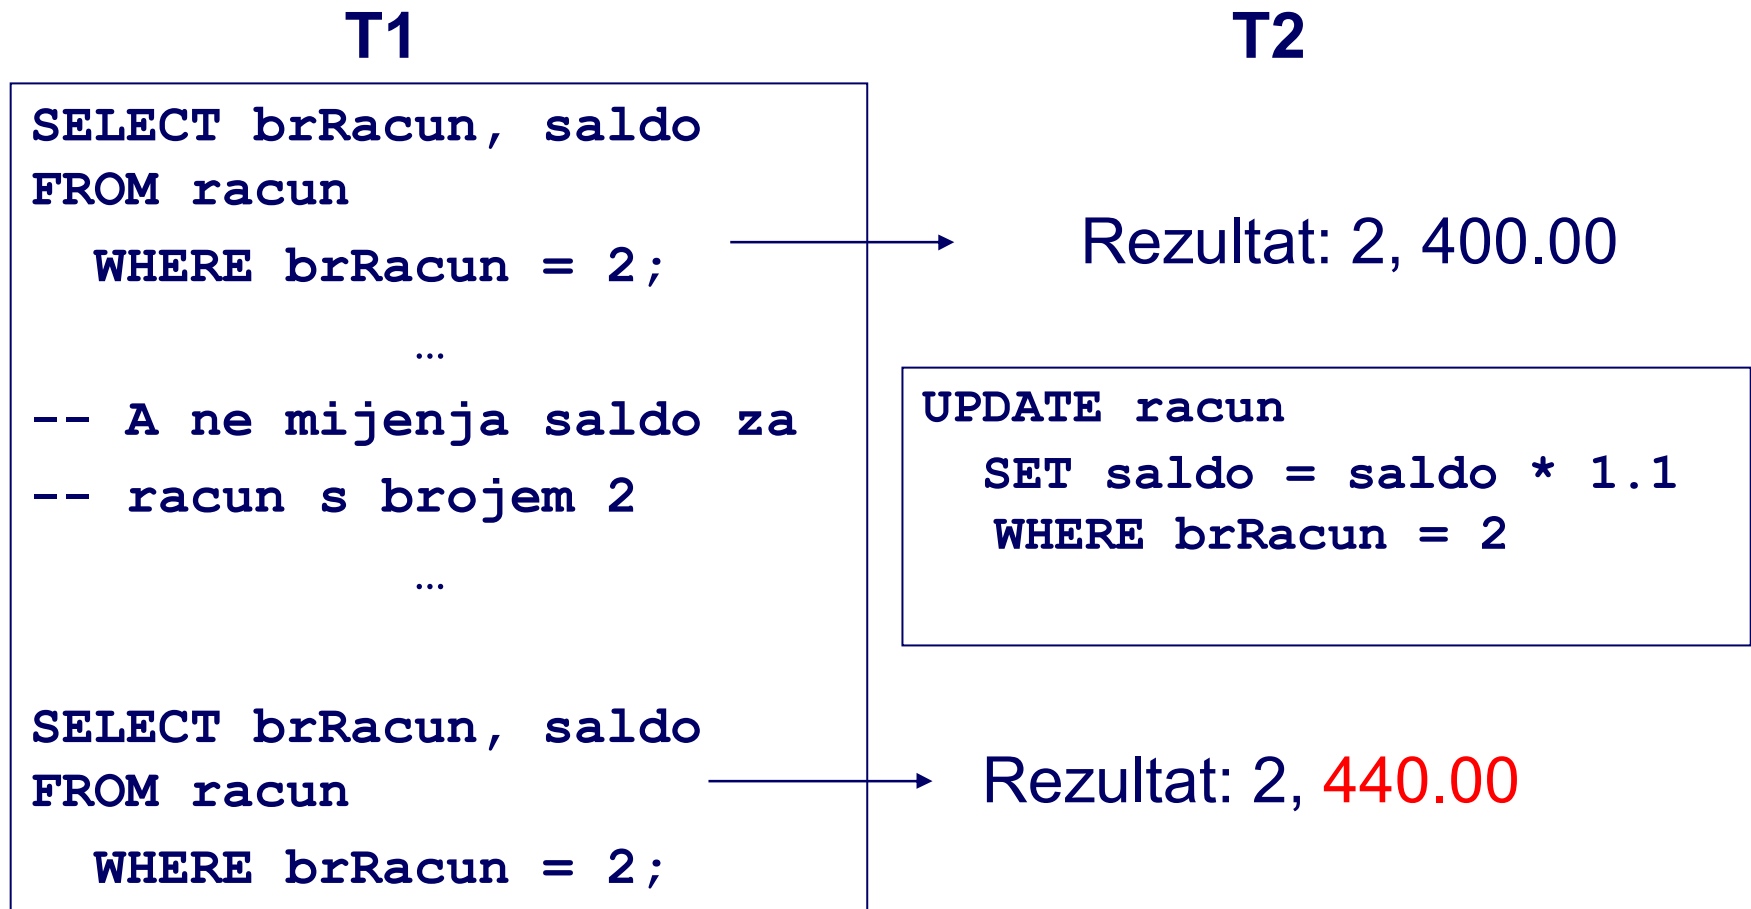 T1
T2
SELECT brRacun, saldo
FROM racun
WHERE brRacun = 2;
Rezultat: 2, 400.00
…
-- A ne mijenja saldo za
-- racun s brojem 2
…
UPDATE racun
SET saldo = saldo * 1.1
WHERE brRacun = 2
SELECT brRacun, saldo
FROM racun
WHERE brRacun = 2;
Rezultat: 2, 440.00